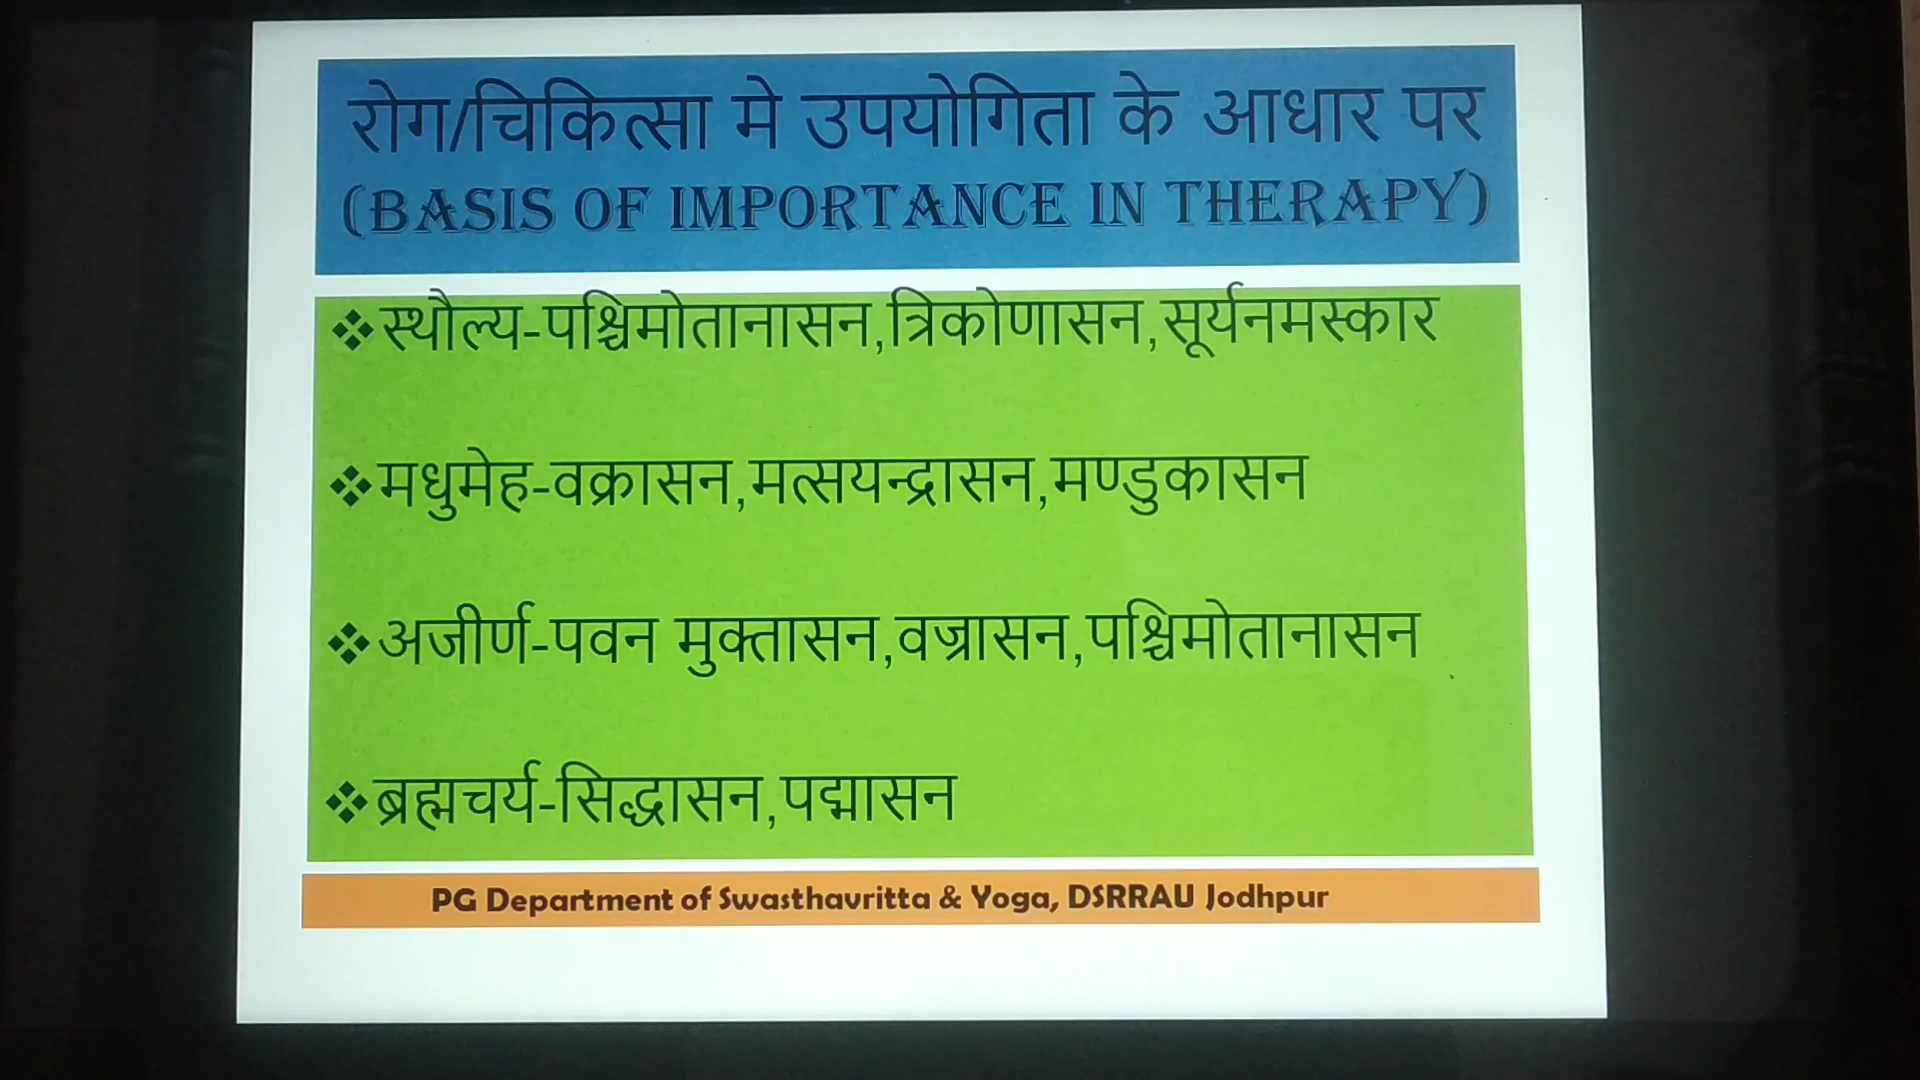 रोग/चिकित्सा मे उपयोगिता के आधार पर
(BASIS OF IMPORTANCE IN THERAPY)
❖स्थौल्य-पश्चिमोतानासन,त्रिकोणासन,सूर्यनमस्कार
❖मधुमेह-वक्रासन,मत्सयन्द्रासन,मण्डुकासन
❖अजीर्ण-पवन मुक्तासन,वज्रासन,पश्चिमोतानासन
❖ब्रह्मचर्य-सिद्धासन,पद्मासन
PG Department of Swasthavritta & Yoga, DSRRAU Jodhpur